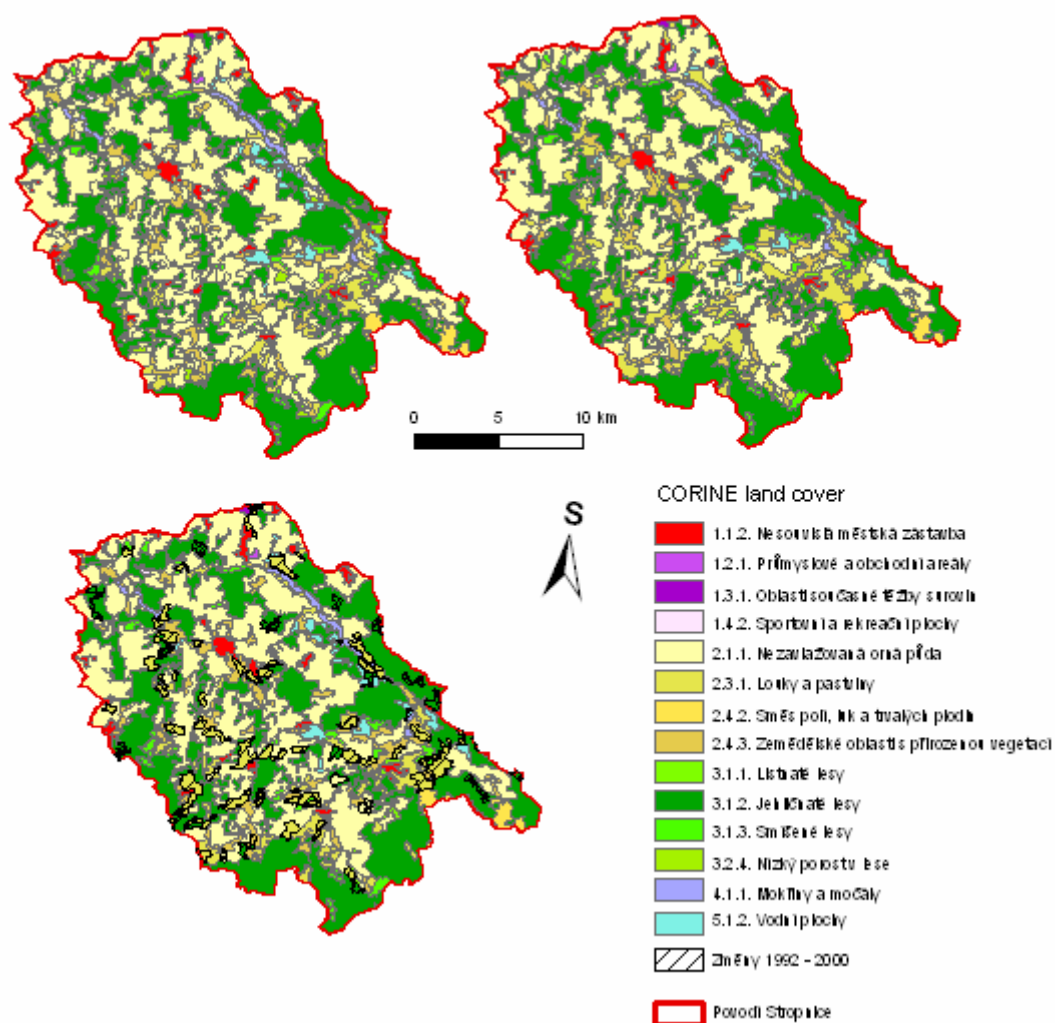 0 5 10 km
S
CORINE land cover
1.1.2. Nesouvislá městská zástavba
1.2.1. Průmyslové a obchodní areály
1.3.1. Oblasti současné těžby surovin
1.4.2. Sportovní a rekreační plochy
2.1.1. Nezavlažovaná orná půda
2.3.1. Louky a pastviny
2.4.2. Směs polí, luk a trvalých plodin
2.4.3. Zemědělské oblasti s přirozenou vegetací
3.1.1. Listnaté lesy
3.1.2. Jehličnaté lesy
3.1.3. Smíšené lesy
3.2.4. Nízký porost v lese
4.1.1. Mokřiny a močály
5.1.2. Vodní plochy
Změny 1992 - 2000
Povodí Stropnice